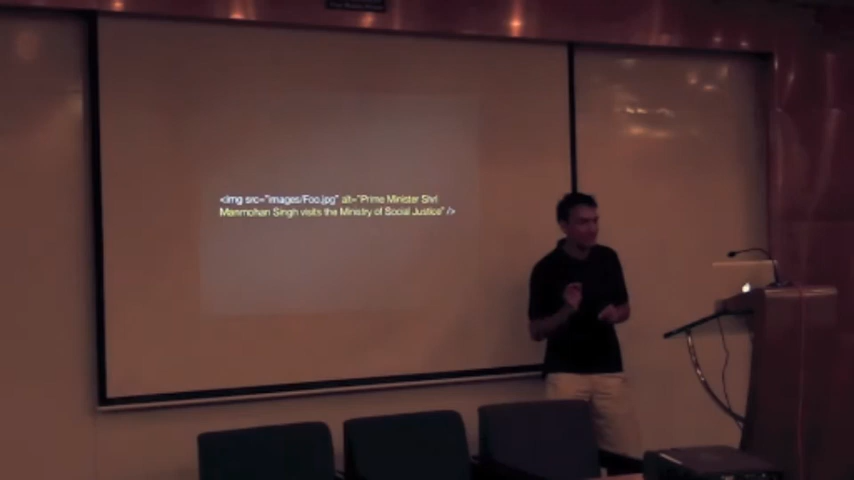 <img src="images/Foo.jpg" alt="Prime Minister Shri
Manmohan Singh visits the Ministry of Social Justice" />